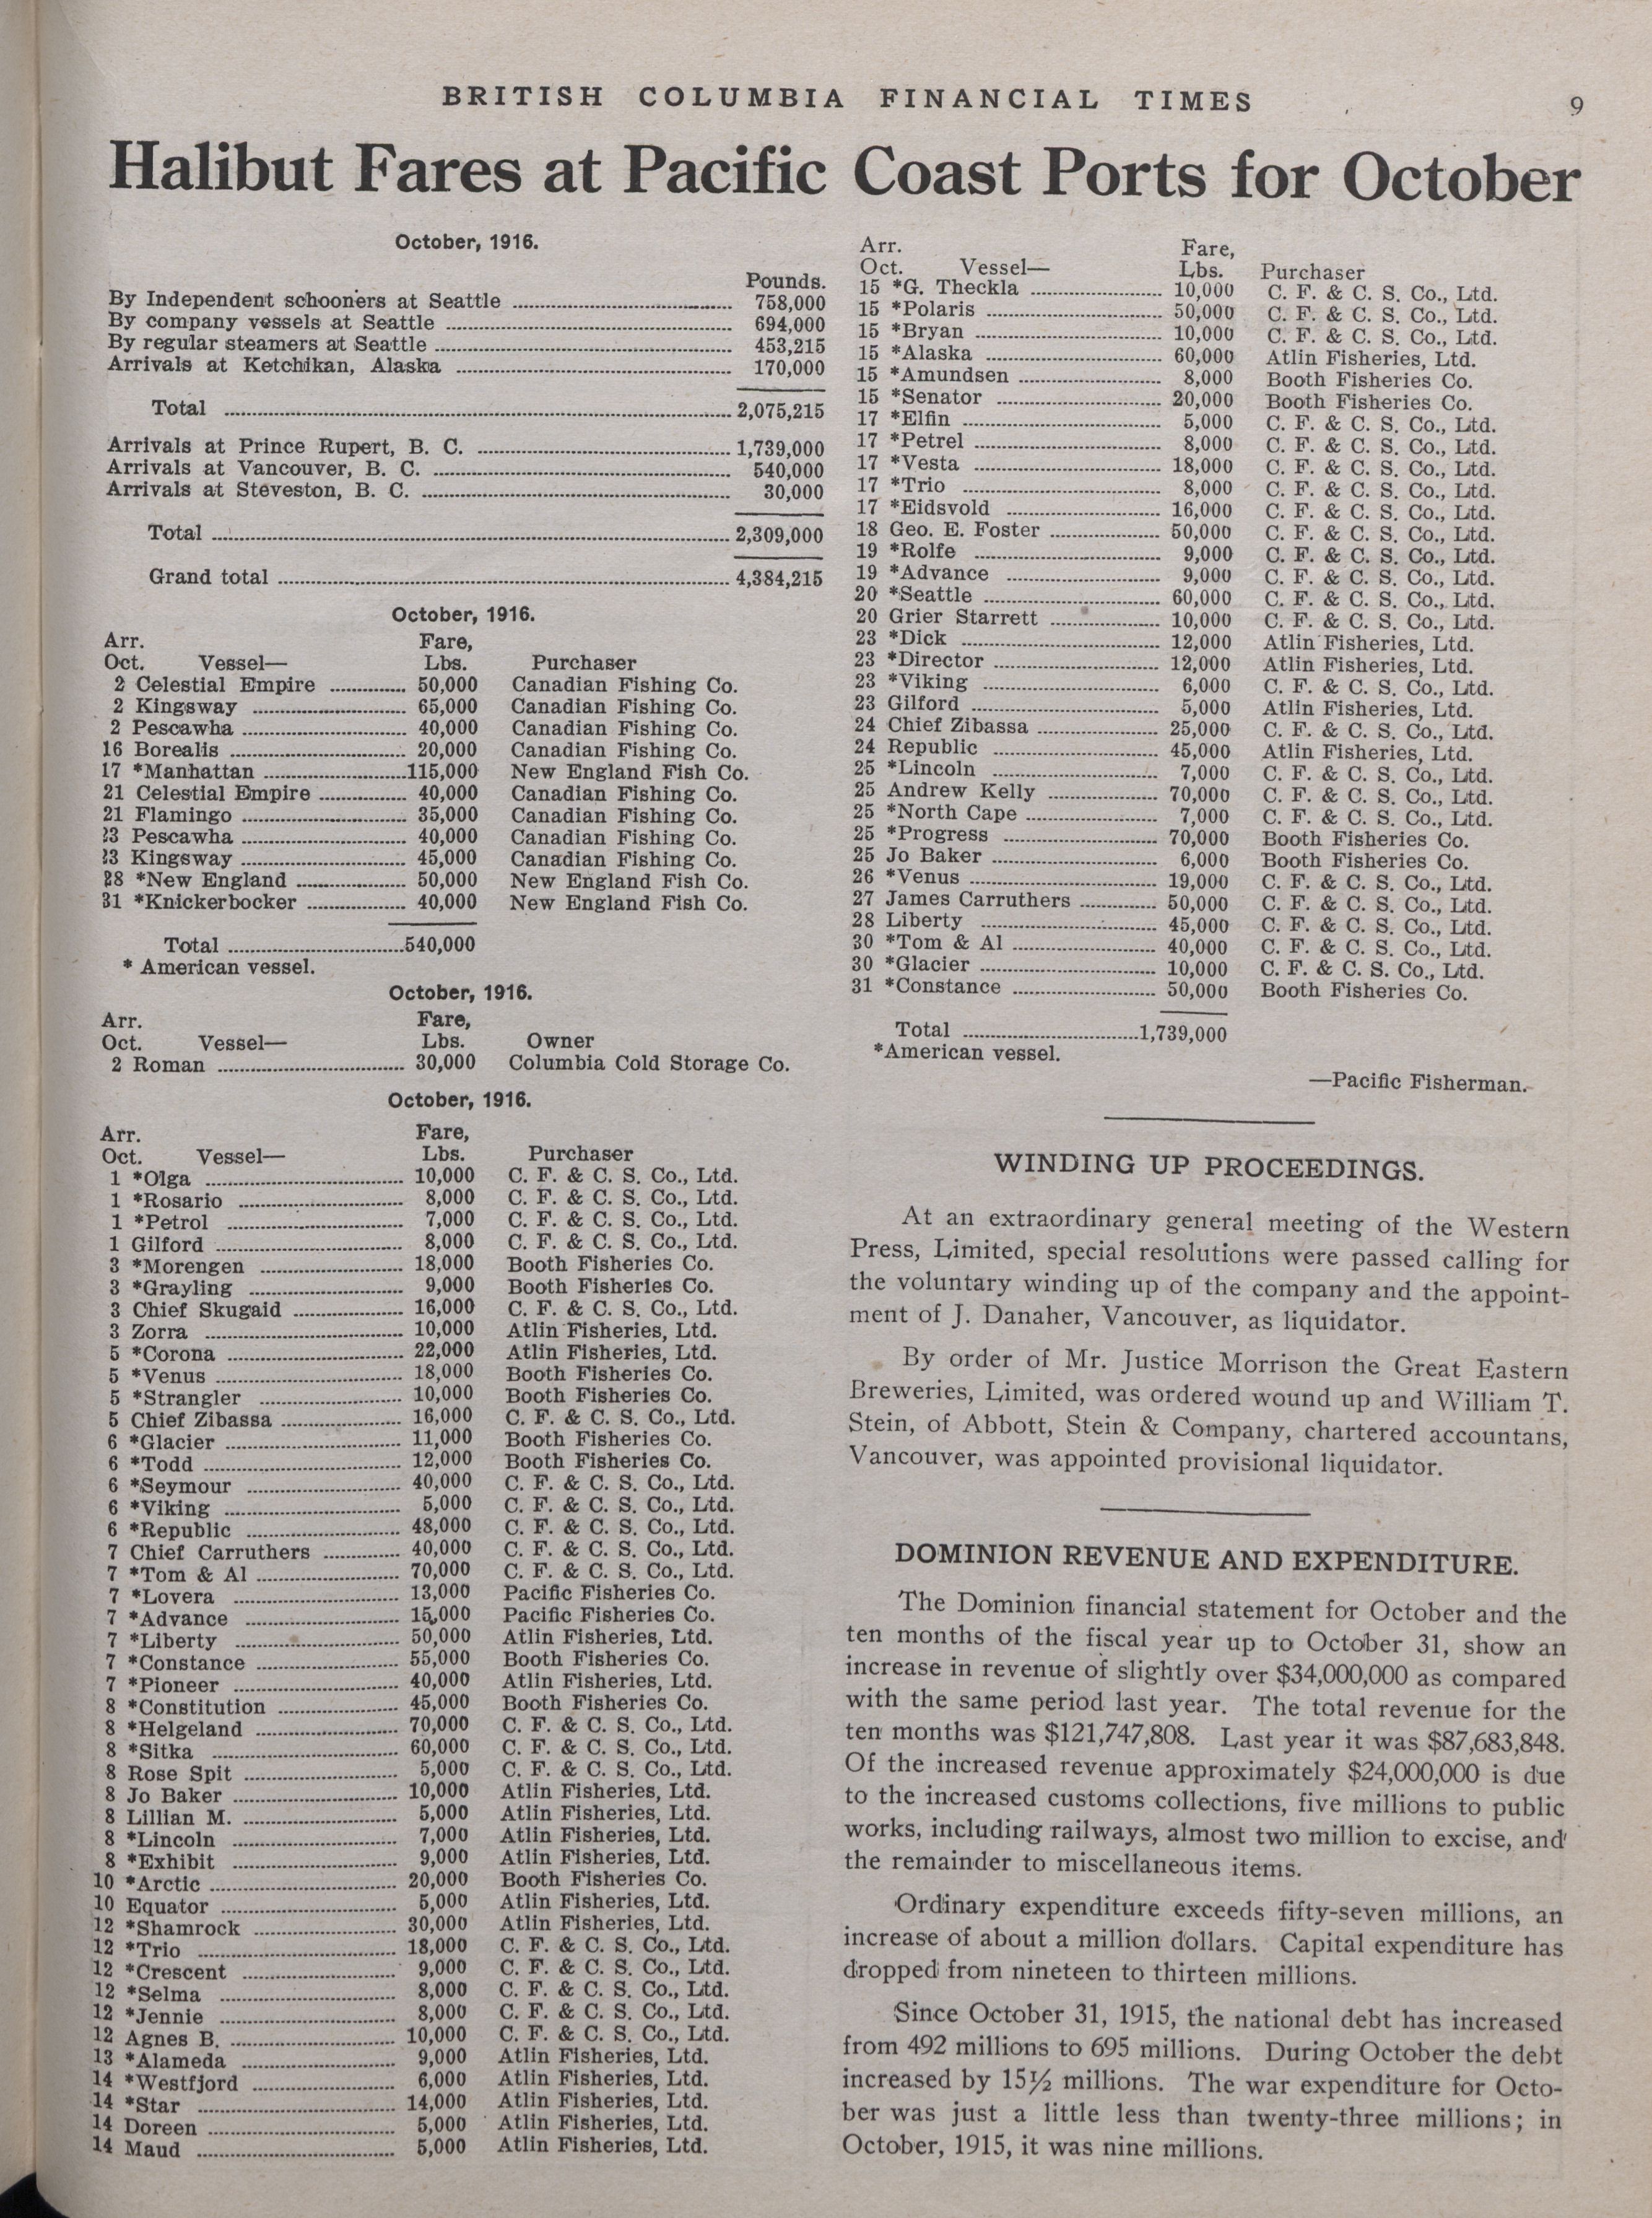 BRITISH COLUMBIA FINANCIAL TIMES 9
Halibut Fares at Pacific Coast Ports for October
October, 1916.
Pounds.
By Independent schooners at Seattle 758,000
By company vessels at Seattle 694,000
By regular steamers at Seattle 453,215
Arrivals at Ketchikan, Alaska 170,000
Total 2,075,215
Arrivals at Prince Rupert, B. C. 1,739,000
Arrivals at Vancouver, B. C. 540,000
Arrivals at Steveston, B. C. 30,000
Total 2,309,000
Grand total 4,384,215
October, 1916.
Arr. Fare,
Oct. Vessel— Lbs. Purchaser
2 Celestial Empire 50,000 Canadian Fishing Co.
2 Kingsway 65,000 Canadian Fishing Co.
2 Pescawha 40,000 Canadian Fishing Co.
16 Borealis 20,000 Canadian Fishing Co.
17 *Manhattan 115,000 New England Fish Co.
21 Celestial Empire 40,000 Canadian Fishing Co.
21 Flamingo 35,000 Canadian Fishing Co.
23 Pescawha 40,000 Canadian Fishing Co.
23 Kingsway 45,000 Canadian Fishing Co.
28 *New England 50,000 New England Fish Co.
31 *Knickerbocker 40,000 New England Fish Co.
Total 540,000
* American vessel.
October, 1916.
Arr. Fare,
Oct. Vessel— Lbs. Owner
2 Roman 30,000 Columbia Cold Storage Co.
October, 1916.
Arr. Fare,
Oct. Vessel— Lbs. Purchaser
1 *Olga 10,000 C. F. & C. S. Co., Ltd.
1 *Rosario 8,000 C. F. & C. S. Co., Ltd.
1 *Petrol 7,000 C. F. & C. S. Co., Ltd.
1 Gilford 8,000 C. F. & C. S. Co., Ltd.
3 *Morengen 18,000 Booth Fisheries Co.
3 *Grayling 9,000 Booth Fisheries Co.
3 Chief Skugaid 16,000 C. F. & C. S. Co., Ltd.
3 Zorra 10,000 Atlin Fisheries, Ltd.
5 *Corona 22,000 Atlin Fisheries, Ltd.
5 *Venus 18,000 Booth Fisheries Co.
5 *Strangler 10,000 Booth Fisheries Co.
5 Chief Zibassa 16,000 C. F. & C. S. Co., Ltd.
6 *Glacier 11,000 Booth Fisheries Co.
6 *Todd 12,000 Booth Fisheries Co.
6 *Seymour 40,000 C. F. & C. S. Co., Ltd.
6 *Viking 5,000 C. F. & C. S. Co., Ltd.
6 *Republic 48,000 C. F. & C. S. Co., Ltd.
7 Chief Carruthers 40,000 C. F. & C. S. Co., Ltd.
7 *Tom & Al 70,000 C. F. & C. S. Co., Ltd.
7 *Lovera 13,000 Pacific Fisheries Co.
7 *Advance 15,000 Pacific Fisheries Co.
7 *Liberty 50,000 Atlin Fisheries, Ltd.
7 *Constance 55,000 Booth Fisheries Co.
7 *Pioneer 40,000 Atlin Fisheries, Ltd.
8 *Constitution 45,000 Booth Fisheries Co.
8 *Helgeland 70,000 C. F. & C. S. Co., Ltd.
8 *Sitka 60,000 C. F. & C. S. Co., Ltd.
8 Rose Spit 5,000 C. F. & C. S. Co., Ltd.
8 Jo Baker 10,000 Atlin Fisheries, Ltd.
8 Lillian M. 5,000 Atlin Fisheries, Ltd.
8 *Lincoln 7,000 Atlin Fisheries, Ltd.
8 *Exhibit 9,000 Atlin Fisheries, Ltd.
10 *Arctic 20,000 Booth Fisheries Co.
10 Equator 5,000 Atlin Fisheries, Ltd.
12 *Shamrock 30,000 Atlin Fisheries, Ltd.
12 *Trio 18,000 C. F. & C. S. Co., Ltd.
12 *Crescent 9,000 C. F. & C. S. Co., Ltd.
12 *Selma 8,000 C. F. & C. S. Co., Ltd.
12 *Jennie 8,000 C. F. & C. S. Co., Ltd.
12 Agnes B. 10,000 C. F. & C. S. Co., Ltd.
13 *Alameda 9,000 Atlin Fisheries, Ltd.
14 *Westfjord 6,000 Atlin Fisheries, Ltd.
14 *Star 14,000 Atlin Fisheries, Ltd.
14 Doreen 5,000 Atlin Fisheries, Ltd.
14 Maud 5,000 Atlin Fisheries, Ltd.
Arr. Fare,
Oct. Vessel— Lbs. Purchaser
15 *G. Theckla 10,000 C. F. & C. S. Co., Ltd.
15 *Polaris 50,000 C. F. & C. S. Co., Ltd.
15 *Bryan 10,000 C. F. & C. S. Co., Ltd.
15 *Alaska 60,000 Atlin Fisheries, Ltd.
15 *Amundsen 8,000 Booth Fisheries Co.
15 *Senator 20,000 Booth Fisheries Co.
17 *Elfin 5,000 C. F. & C. S. Co., Ltd.
17 *Petrel 8,000 C. F. & C. S. Co., Ltd.
17 *Vesta 18,000 C. F. & C. S. Co., Ltd.
17 *Trio 8,000 C. F. & C. S. Co., Ltd.
17 *Eidsvold 16,000 C. F. & C. S. Co., Ltd.
18 Geo. E. Foster 50,000 C. F. & C. S. Co., Ltd.
19 *Rolfe 9,000 C. F. & C. S. Co., Ltd.
19 *Advance 9,000 C. F. & C. S. Co., Ltd.
20 *Seattle 60,000 C. F. & C. S. Co., Ltd.
20 Grier Starrett 10,000 C. F. & C. S. Co., Ltd.
23 *Dick 12,000 Atlin Fisheries, Ltd.
23 *Director 12,000 Atlin Fisheries, Ltd.
23 *Viking 6,000 C. F. & C. S. Co., Ltd.
23 Gilford 5,000 Atlin Fisheries, Ltd.
24 Chief Zibassa 25,000 C. F. & C. S. Co., Ltd.
24 Republic 45,000 Atlin Fisheries, Ltd.
25 *Lincoln 7,000 C. F. & C. S. Co., Ltd.
25 Andrew Kelly 70,000 C. F. & C. S. Co., Ltd.
25 *North Cape 7,000 C. F. & C. S. Co., Ltd.
25 *Progress 70,000 Booth Fisheries Co.
25 Jo Baker 6,000 Booth Fisheries Co.
26 *Venus 19,000 C. F. & C. S. Co., Ltd.
27 James Carruthers 50,000 C. F. & C. S. Co., Ltd.
28 Liberty 45,000 C. F. & C. S. Co., Ltd.
30 *Tom & Al 40,000 C. F. & C. S. Co., Ltd.
30 *Glacier 10,000 C. F. & C. S. Co., Ltd.
31 *Constance 50,000 Booth Fisheries Co.
Total 1,739,000
*American vessel.
—Pacific Fisherman.
WINDING UP PROCEEDINGS.
At an extraordinary general meeting of the Western
Press, Limited, special resolutions were passed calling for
the voluntary winding up of the company and the appoint-
ment of J. Danaher, Vancouver, as liquidator.
By order of Mr. Justice Morrison the Great Eastern
Breweries, Limited, was ordered wound up and William T.
Stein, of Abbott, Stein & Company, chartered accountans,
Vancouver, was appointed provisional liquidator.
DOMINION REVENUE AND EXPENDITURE.
The Dominion financial statement for October and the
ten months of the fiscal year up to October 31, show an
increase in revenue of slightly over $34,000,000 as compared
with the same period last year. The total revenue for the
ten months was $121,747,808. Last year it was $87,683,848.
Of the increased revenue approximately $24,000,000 is due
to the increased customs collections, five millions to public
works, including railways, almost two million to excise, and
the remainder to miscellaneous items.
Ordinary expenditure exceeds fifty-seven millions, an
increase of about a million dollars. Capital expenditure has
dropped from nineteen to thirteen millions.
Since October 31, 1915, the national debt has increased
from 492 millions to 695 millions. During October the debt
increased by 15½ millions. The war expenditure for Octo-
ber was just a little less than twenty-three millions; in
October, 1915, it was nine millions.